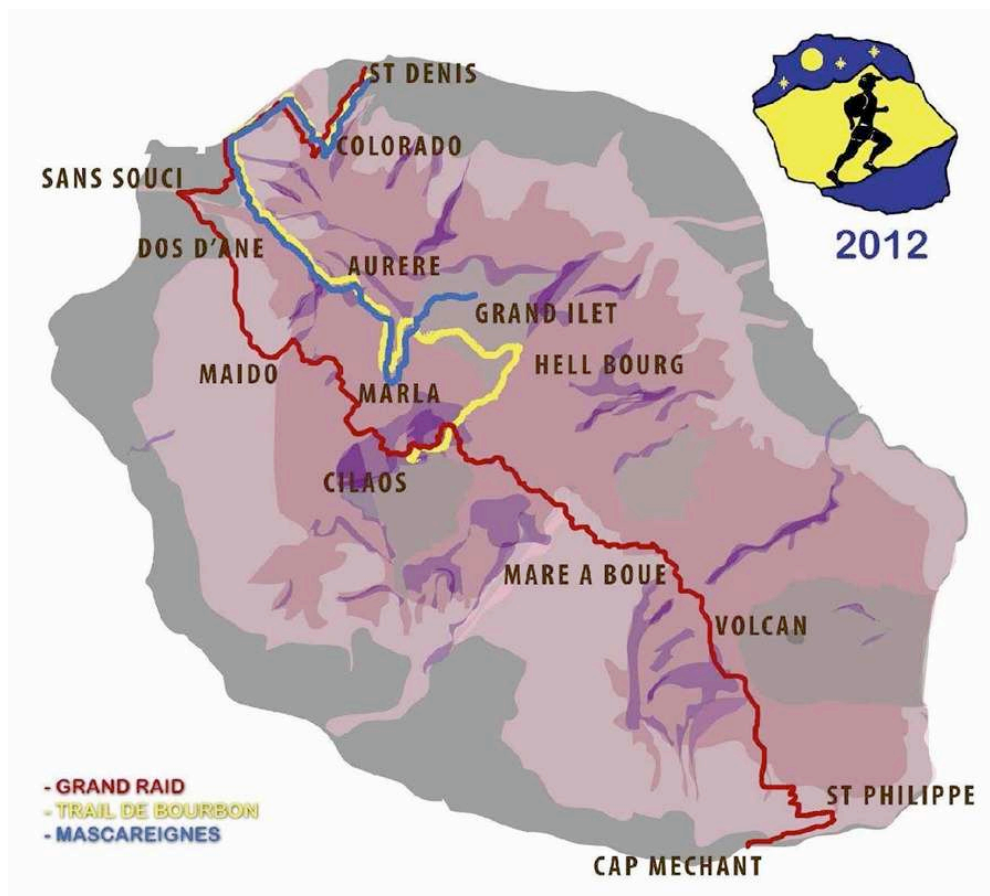 ST DENIS
COLORADO
SANS SOUCI
2012
DOS D'ANE
AURERE
GRAND ILET
HELL BOURG
MAIDO
MARLA
CILAOS
MARE A BOUE
VOLCAN
- GRAND RAID
- TRAIL DE BOURBON
- MASCAREIGNES
ST PHILIPPE
CAP MECHANT